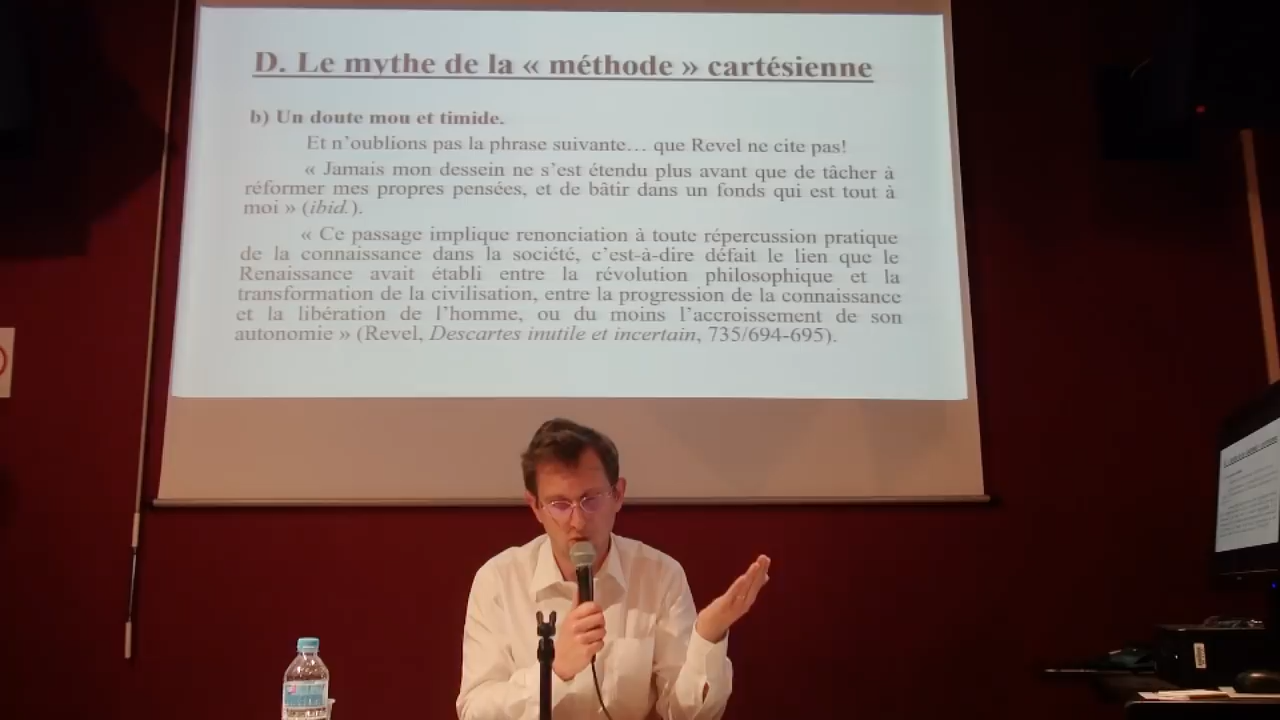 D. Le mythe de la « méthode » cartésienne
b) Un doute mou et timide.
Et n'oublions pas la phrase suivante… que Revel ne cite pas!
« Jamais mon dessein ne s'est étendu plus avant que de tâcher à
réformer mes propres pensées, et de bâtir dans un fonds qui est tout à
moi » (ibid.).
« Ce passage implique renonciation à toute répercussion pratique
de la connaissance dans la société, c'est-à-dire défait le lien que le
Renaissance avait établi entre la révolution philosophique et la
transformation de la civilisation, entre la progression de la connaissance
et la libération de l'homme, ou du moins l'accroissement de son
autonomie » (Revel, Descartes inutile et incertain, 735/694-695).